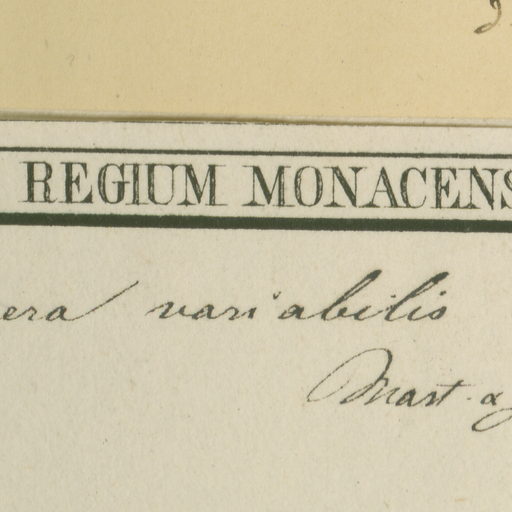 REGIUM MONACENS
era variabilis
Mart.